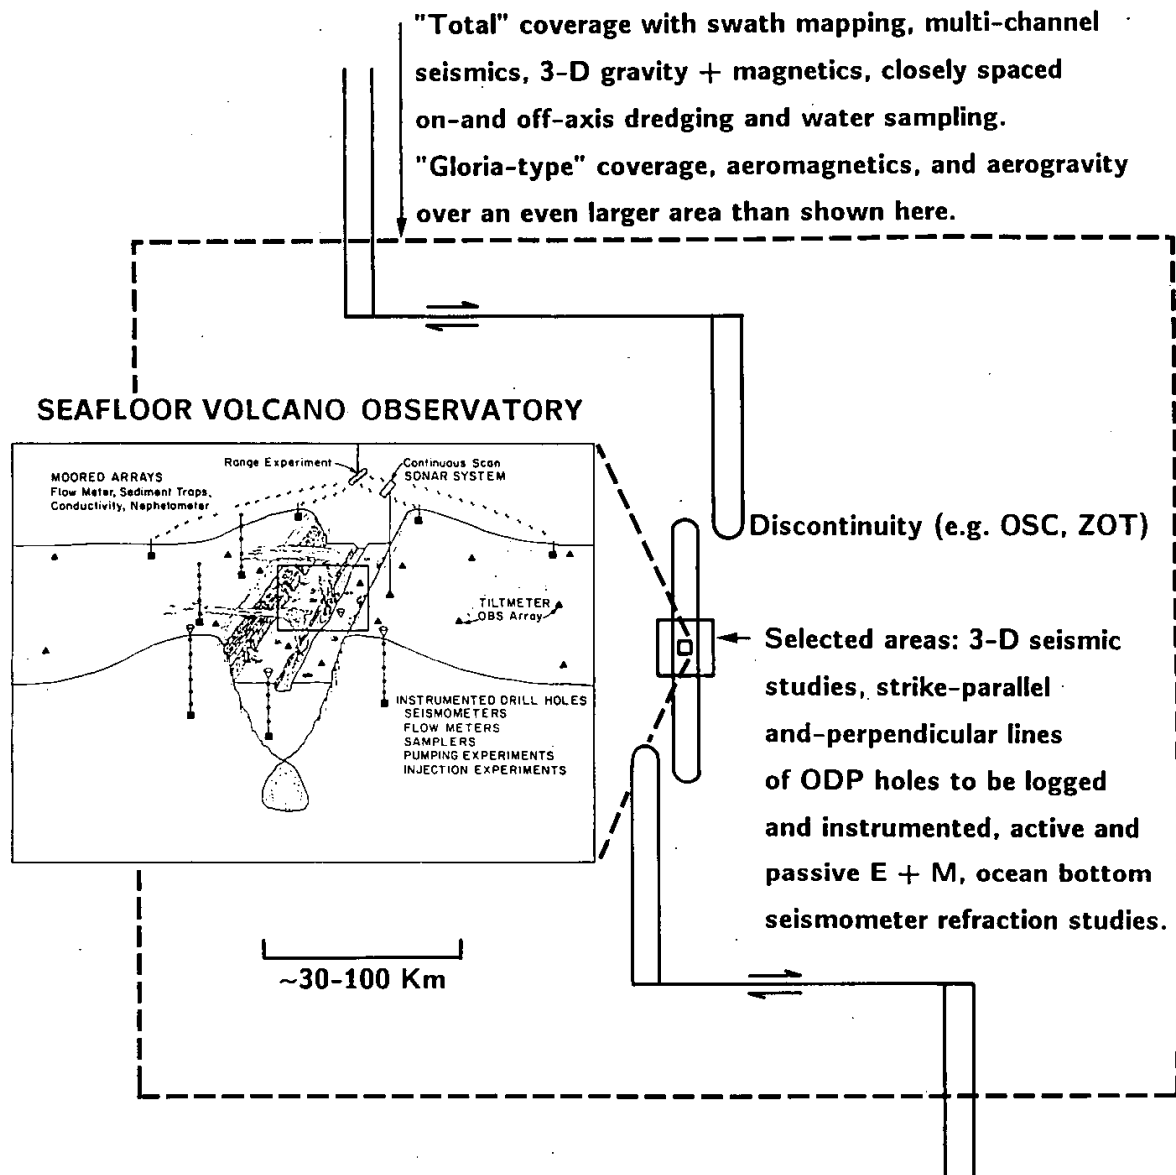 "Total" coverage with swath mapping, multi-channel
seismics, 3-D gravity + magnetics, closely spaced
on-and off-axis dredging and water sampling.
"Gloria-type" coverage, aeromagnetics, and aerogravity
over an even larger area than shown here.
SEAFLOOR VOLCANO OBSERVATORY
Range Experiment
Continuous Scan
SONAR SYSTEM
MOORED ARRAYS
Flow Meter, Sediment Traps,
Conductivity, Nephelometer
TILTMETER
OBS Array
INSTRUMENTED DRILL HOLES
SEISMOMETERS
FLOW METERS
SAMPLERS
PUMPING EXPERIMENTS
INJECTION EXPERIMENTS
Discontinuity (e.g. OSC, ZOT)
Selected areas: 3-D seismic
studies, strike-parallel
and-perpendicular lines
of ODP holes to be logged
and instrumented, active and
passive E + M, ocean bottom
seismometer refraction studies.
~30-100 Km